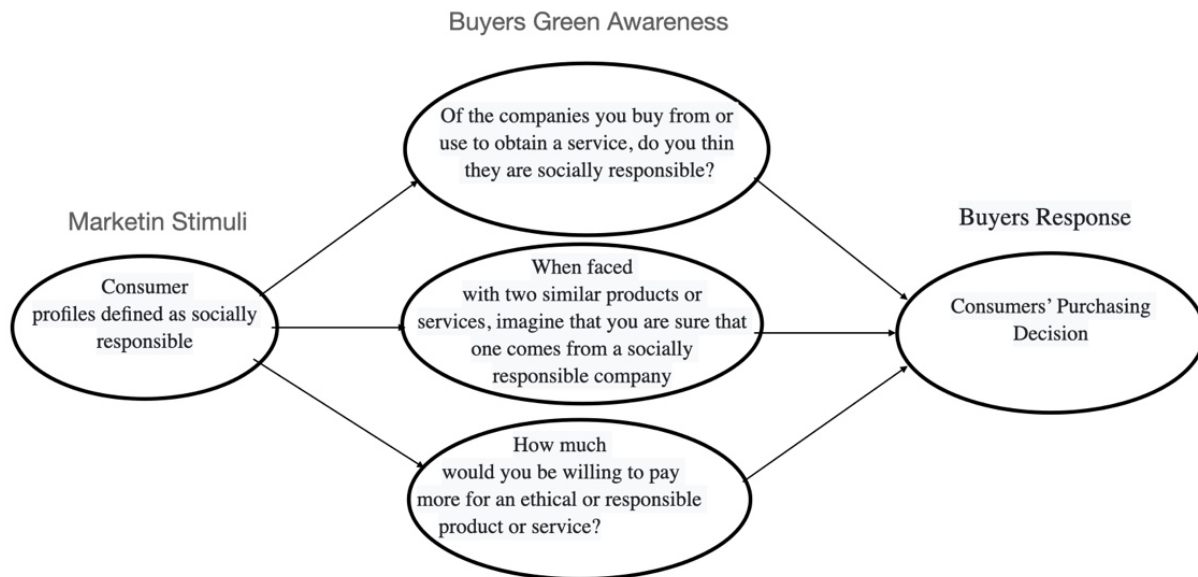 Buyers Green Awareness
Of the companies you buy from or
use to obtain a service, do you thin
they are socially responsible?
Marketin Stimuli
Consumer
profiles defined as socially
responsible
When faced
with two similar products or
services, imagine that you are sure that
one comes from a socially
responsible company
How much
would you be willing to pay
more for an ethical or responsible
product or service?
Buyers Response
Consumers’ Purchasing
Decision